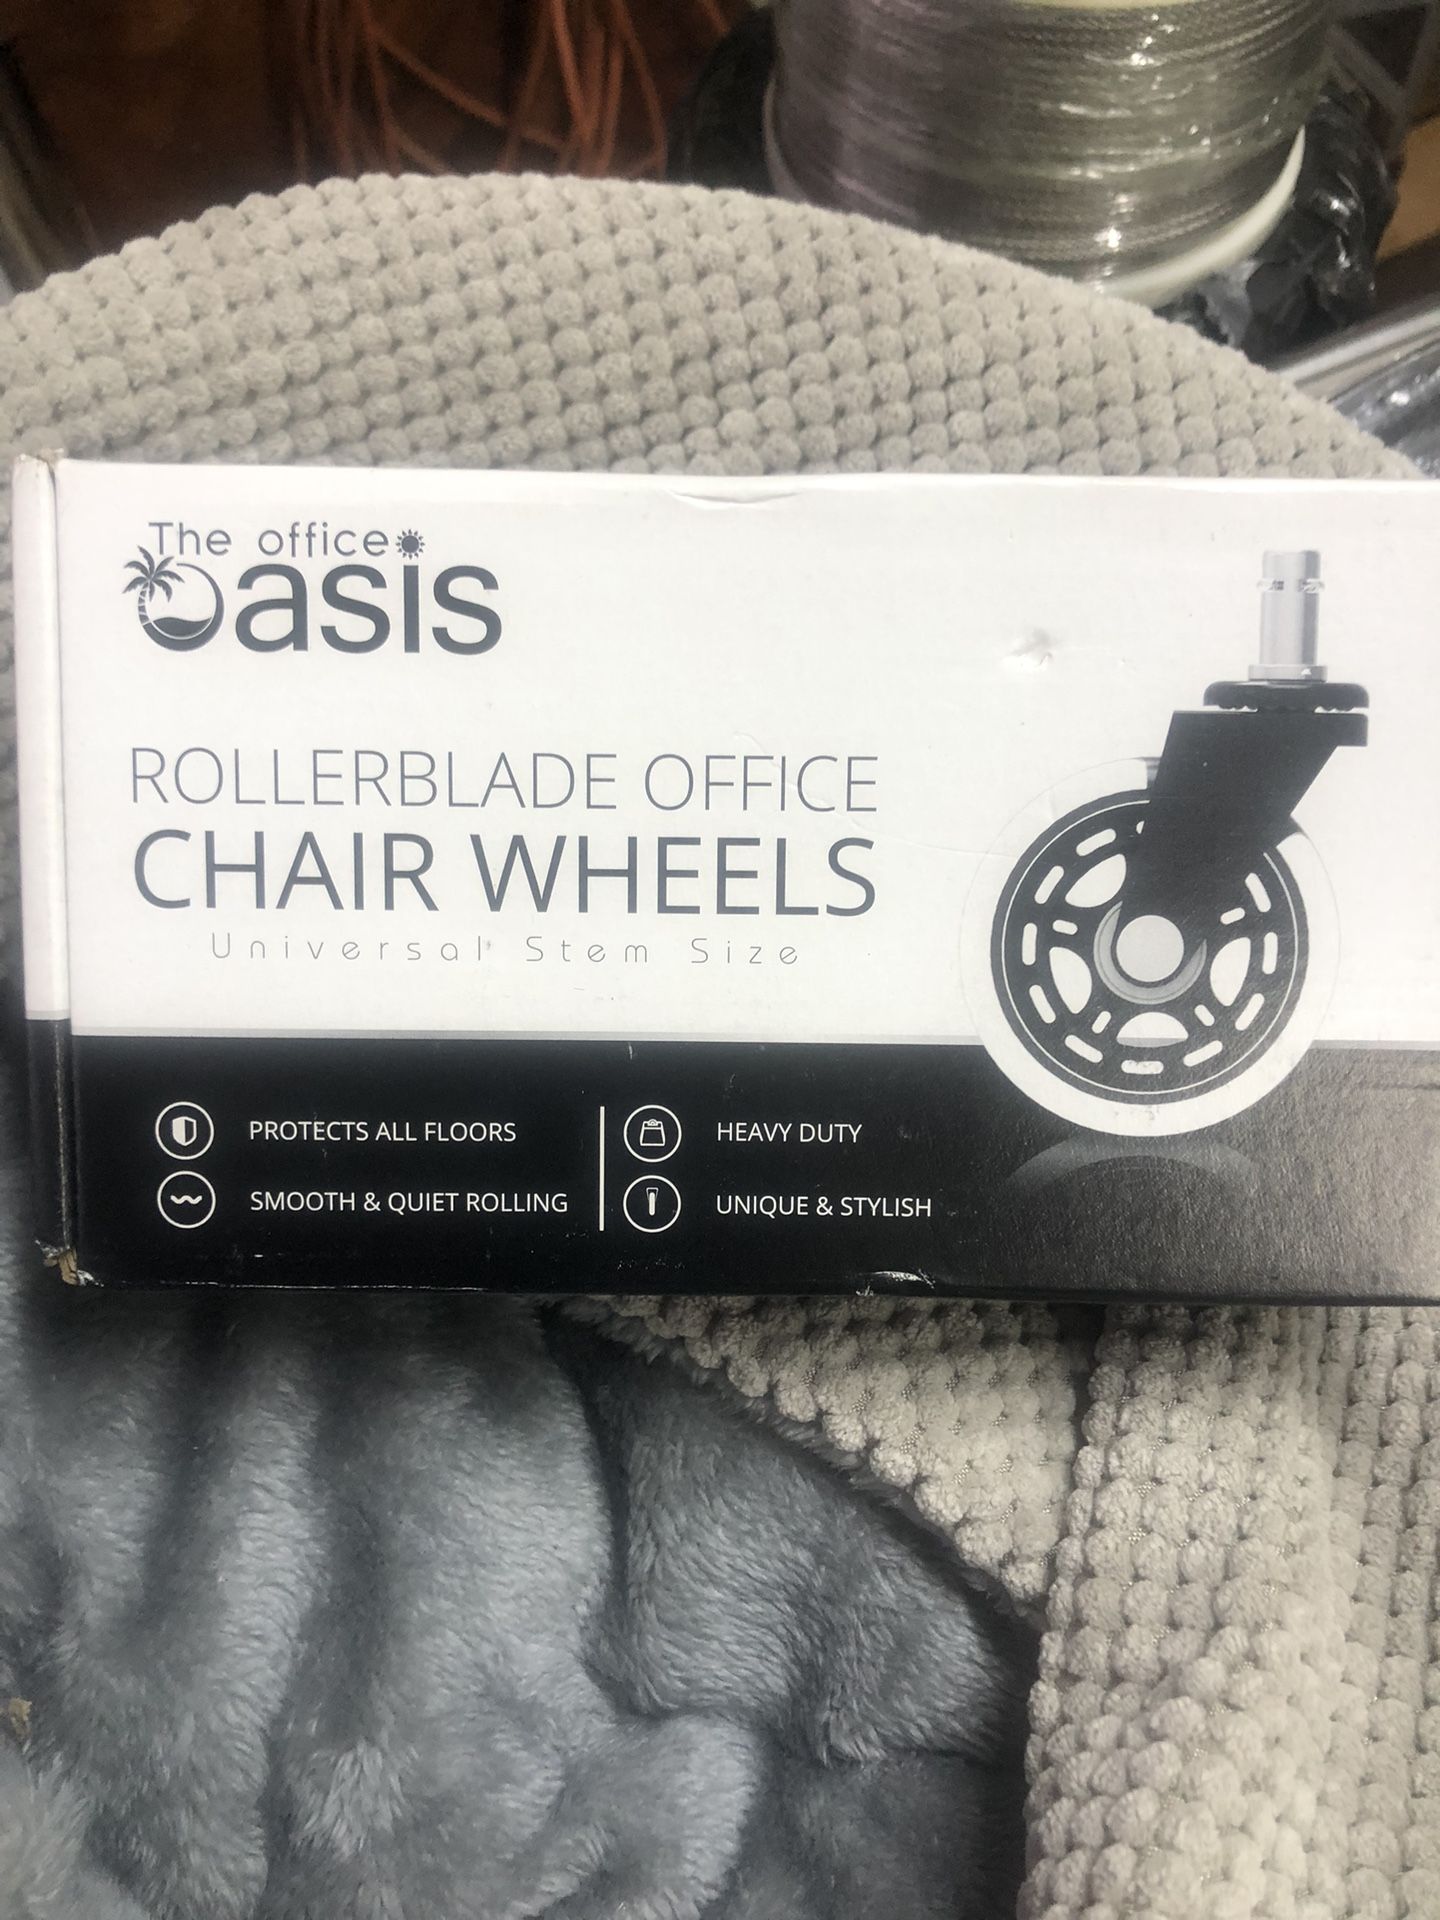 The office
Oasis
ROLLERBLADE OFFICE
CHAIR WHEELS
Universal Stem Size
PROTECTS ALL FLOORS
SMOOTH & QUIET ROLLING
HEAVY DUTY
UNIQUE & STYLISH